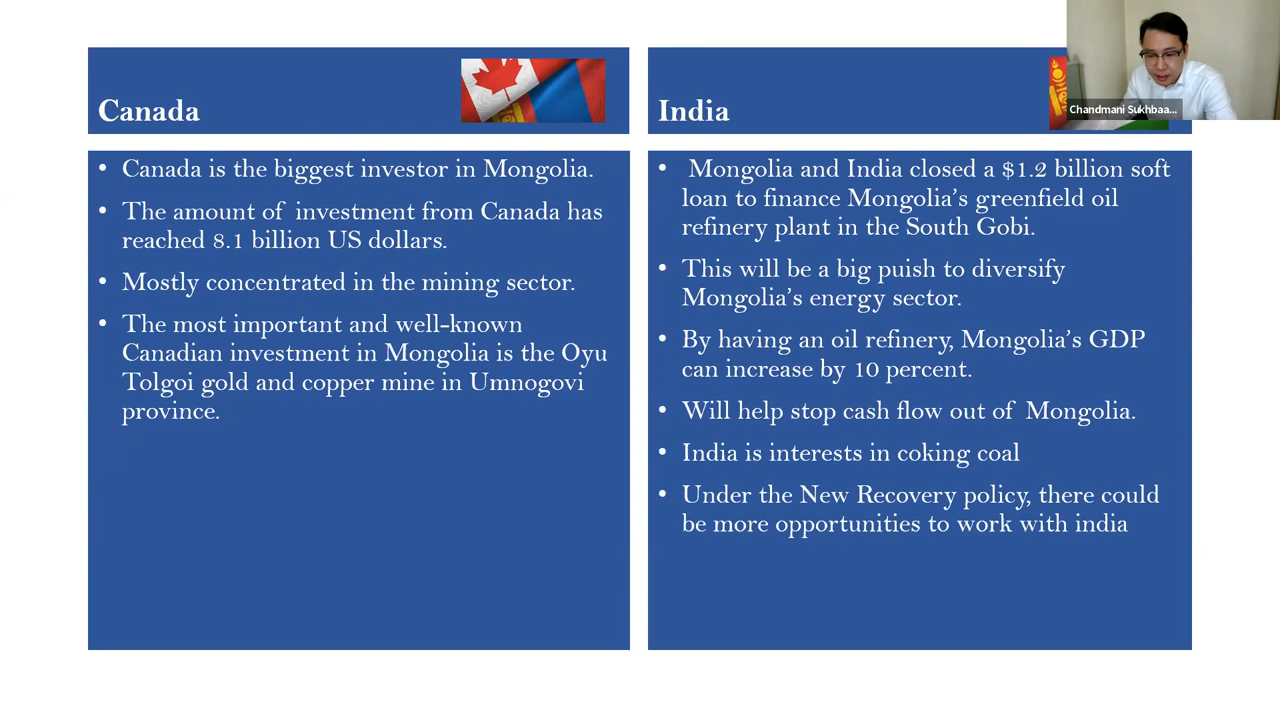 Canada
• Canada is the biggest investor in Mongolia.
• The amount of  investment from Canada has
reached 8.1 billion US dollars.
• Mostly concentrated in the mining sector.
• The most important and well-known
Canadian investment in Mongolia is the Oyu
Tolgoi gold and copper mine in Umnogovi
province.
India
•  Mongolia and India closed a $1.2 billion soft
loan to finance Mongolia’s greenfield oil
refinery plant in the South Gobi.
• This will be a big puish to diversify
Mongolia’s energy sector.
• By having an oil refinery, Mongolia’s GDP
can increase by 10 percent.
• Will help stop cash flow out of  Mongolia.
• India is interests in coking coal
• Under the New Recovery policy, there could
be more opportunities to work with india
Chandmani Sukhbaa...